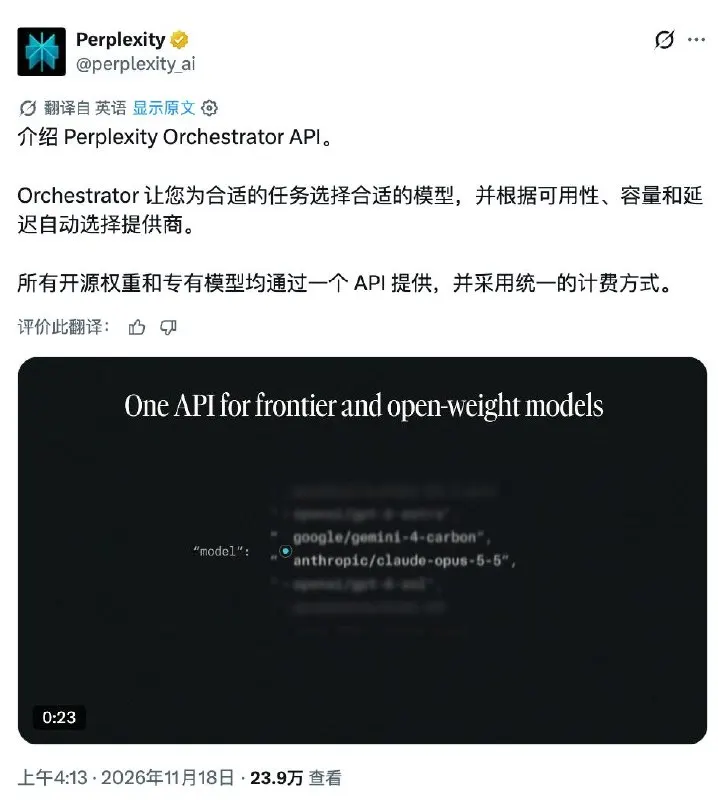 Perplexity
@perplexity_ai
翻译自 英语 显示原文
介绍 Perplexity Orchestrator API。
Orchestrator 让您为合适的任务选择合适的模型，并根据可用性、容量和延
迟自动选择提供商。
所有开源权重和专有模型均通过一个 API 提供，并采用统一的计费方式。
评价此翻译：
One API for frontier and open-weight models
" google/gemini-4-carbon",
"model": " anthropic/claude-opus-5-5",
0:23
上午4:13 · 2026年11月18日 · 23.9万 查看